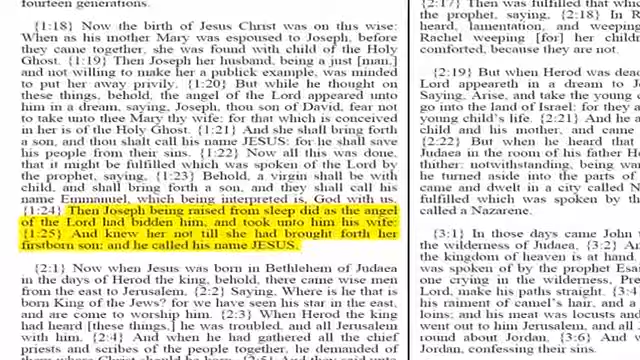 fourteen generations.
[1:18] Now the birth of Jesus Christ was on this wise:
When as his mother Mary was espoused to Joseph, before
they came together, she was found with child of the Holy
Ghost. {1:19} Then Joseph her husband, being a just [man,]
and not willing to make her a publick example, was minded
to put her away privily. {1:20} But while he thought on
these things, behold, the angel of the Lord appeared unto
him in a dream, saying, Joseph, thou son of David, fear not
to take unto thee Mary thy wife: for that which is conceived
in her is of the Holy Ghost. {1:21} And she shall bring forth
a son, and thou shalt call his name JESUS: for he shall save
his people from their sins. {1:22} Now all this was done,
that it might be fulfilled which was spoken of the Lord by
the prophet, saying, {1:23} Behold, a virgin shall be with
child, and shall bring forth a son, and they shall call his
name Emmanuel, which being interpreted is, God with us.
{1:24} Then Joseph being raised from sleep did as the angel
of the Lord had bidden him, and took unto him his wife:
{1:25} And knew her not till she had brought forth her
firstborn son: and he called his name JESUS.
{2:1} Now when Jesus was born in Bethlehem of Judaea
in the days of Herod the king, behold, there came wise men
from the east to Jerusalem, {2:2} Saying, Where is he that is
born King of the Jews? for we have seen his star in the east,
and are come to worship him. {2:3} When Herod the king
had heard [these things,] he was troubled, and all Jerusalem
with him. {2:4} And when he had gathered all the chief
priests and scribes of the people together, he demanded of
{2:17} Then was fulfilled that which
the prophet, saying, {2:18} In R
heard, lamentation, and weeping
Rachel weeping [for] her childr
comforted, because they are not.
{2:19} But when Herod was dea
Lord appeareth in a dream to J
Saying, Arise, and take the young c
go into the land of Israel: for they a
young child's life. {2:21} And he a
child and his mother, and came
{2:22} But when he heard that
Judaea in the room of his father H
thither: notwithstanding, being wa
he turned aside into the parts of
came and dwelt in a city called N
fulfilled which was spoken by th
called a Nazarene.
{3:1} In those days came John t
the wilderness of Judaea, {3:2} An
the kingdom of heaven is at hand.
was spoken of by the prophet Esa
one crying in the wilderness, Pre
Lord, make his paths straight. {3:4
his raiment of camel's hair, and a
loins; and his meat was locusts and
went out to him Jerusalem, and all
round about Jordan, {3:6} And
Jordan, confessing their sins.